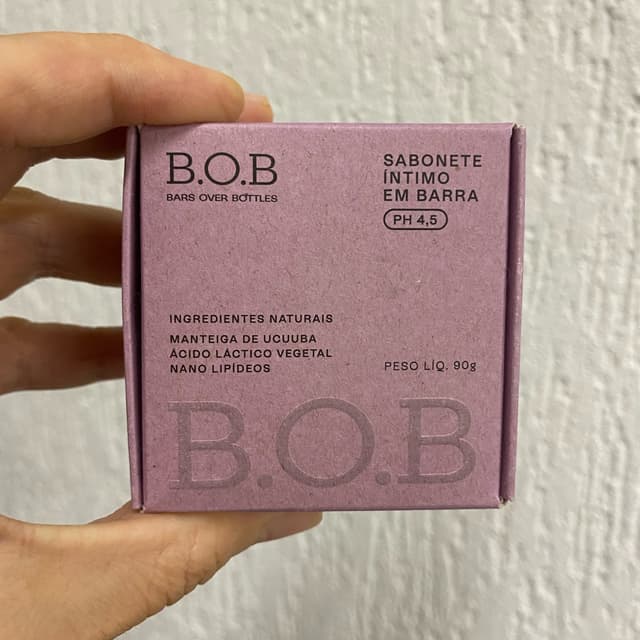 B.O.B
BARS OVER BOTTLES
SABONETE
ÍNTIMO
EM BARRA
PH 4,5
INGREDIENTES NATURAIS
MANTEIGA DE UCUUBA
ÁCIDO LÁCTICO VEGETAL
NANO LIPÍDEOS
PESO LÍQ. 90g
B.O.B